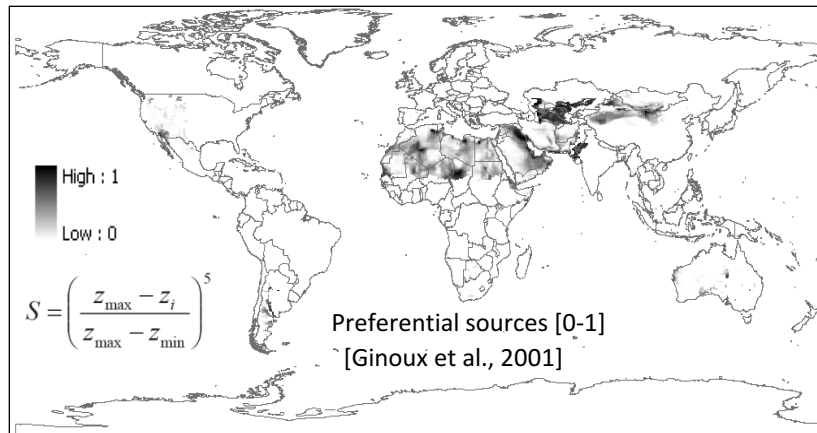 High : 1
Low : 0
S = ( (z_max − z_i) / (z_max − z_min) )^5
Preferential sources [0-1]
[Ginoux et al., 2001]